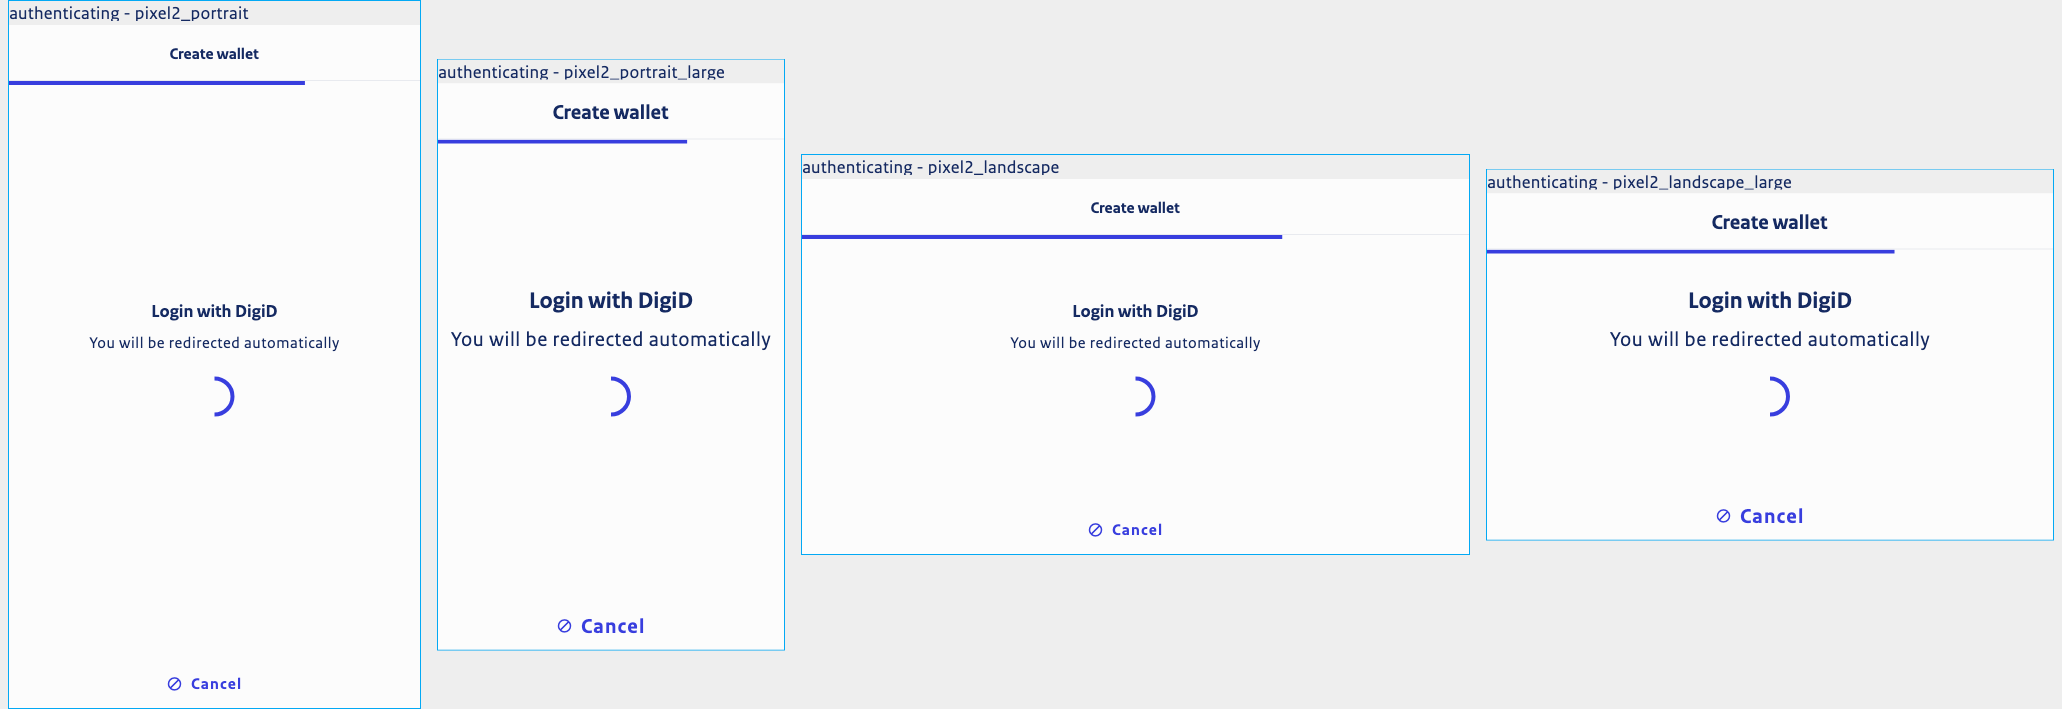 authenticating - pixel2_portrait
Create wallet
Login with DigiD
You will be redirected automatically
Cancel
authenticating - pixel2_portrait_large
Create wallet
Login with DigiD
You will be redirected automatically
Cancel
authenticating - pixel2_landscape
Create wallet
Login with DigiD
You will be redirected automatically
Cancel
authenticating - pixel2_landscape_large
Create wallet
Login with DigiD
You will be redirected automatically
Cancel